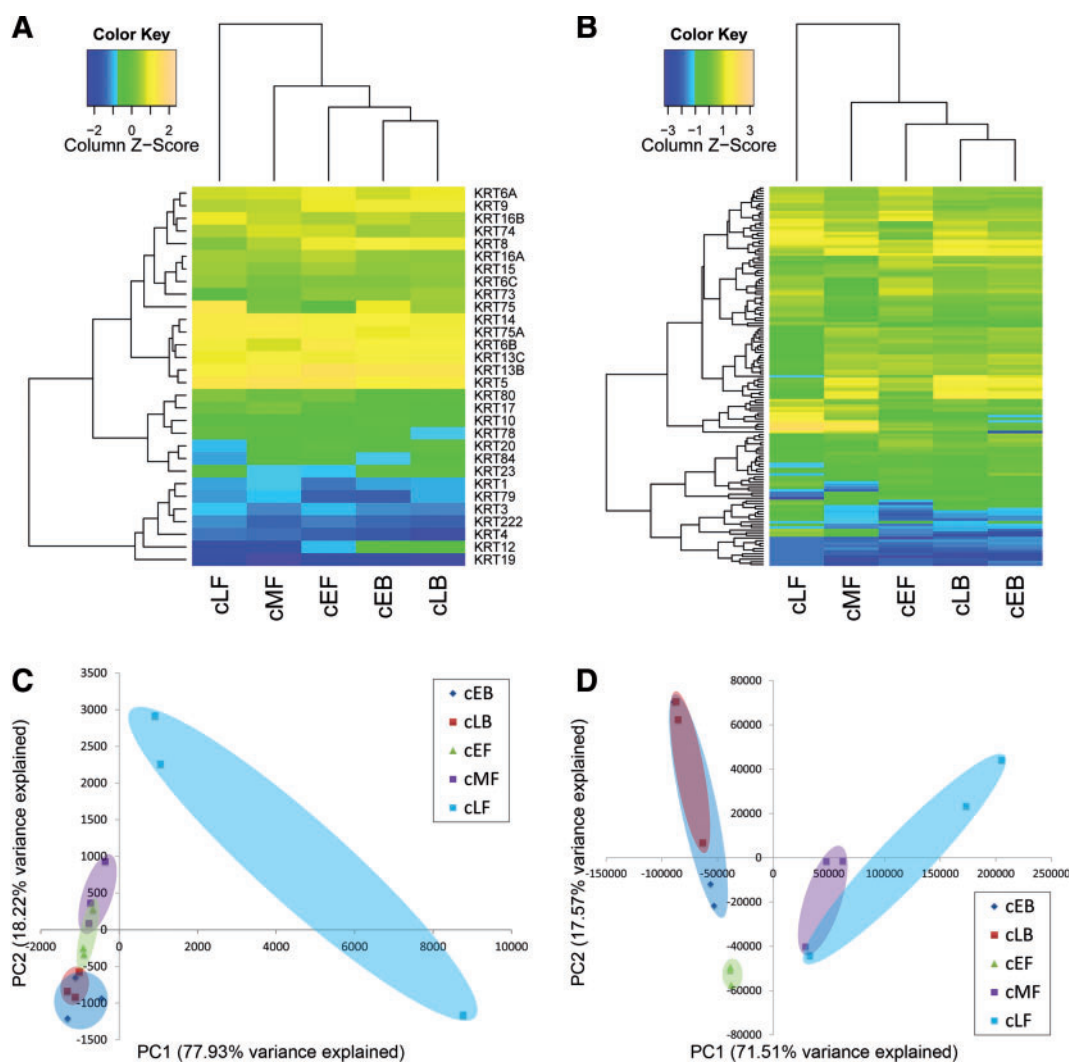 A
Color Key
−2 0 2
Column Z−Score
KRT6A
KRT9
KRT16B
KRT74
KRT8
KRT16A
KRT15
KRT6C
KRT73
KRT75
KRT14
KRT75A
KRT6B
KRT13C
KRT13B
KRT5
KRT80
KRT17
KRT10
KRT78
KRT20
KRT84
KRT23
KRT1
KRT79
KRT3
KRT222
KRT4
KRT12
KRT19
cLF cMF cEF cEB cLB
B
Color Key
−3 −1 1 3
Column Z−Score
cLF cMF cEF cLB cEB
C
3500
3000
2500
2000
1500
1000
500
0
-500
-1000
-1500
-2000 0 2000 4000 6000 8000 10000
PC2 (18.22% variance explained)
PC1 (77.93% variance explained)
cEB
cLB
cEF
cMF
cLF
D
80000
60000
40000
20000
0
-20000
-40000
-60000
-80000
-150000 -100000 -50000 0 50000 100000 150000 200000 250000
PC2 (17.57% variance explained)
PC1 (71.51% variance explained)
cEB
cLB
cEF
cMF
cLF